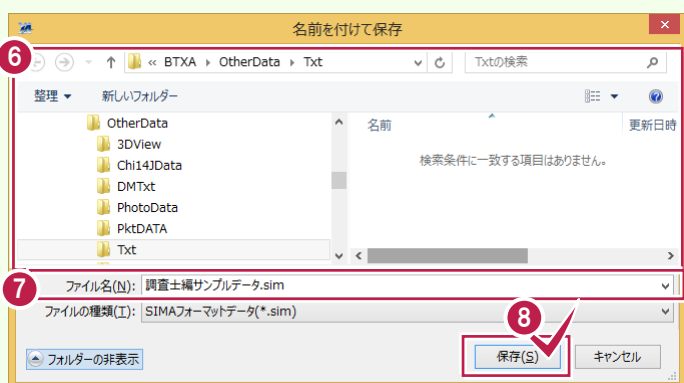 名前を付けて保存
6
« BTXA ▸ OtherData ▸ Txt
Txtの検索
整理 ▼ 新しいフォルダー
OtherData
3DView
Chi14JData
DMTxt
PhotoData
PktDATA
Txt
名前 更新日時
検索条件に一致する項目はありません。
7
ファイル名(N): 調査士編サンプルデータ.sim
ファイルの種類(T): SIMAフォーマットデータ(*.sim)
8
フォルダーの非表示
保存(S) キャンセル